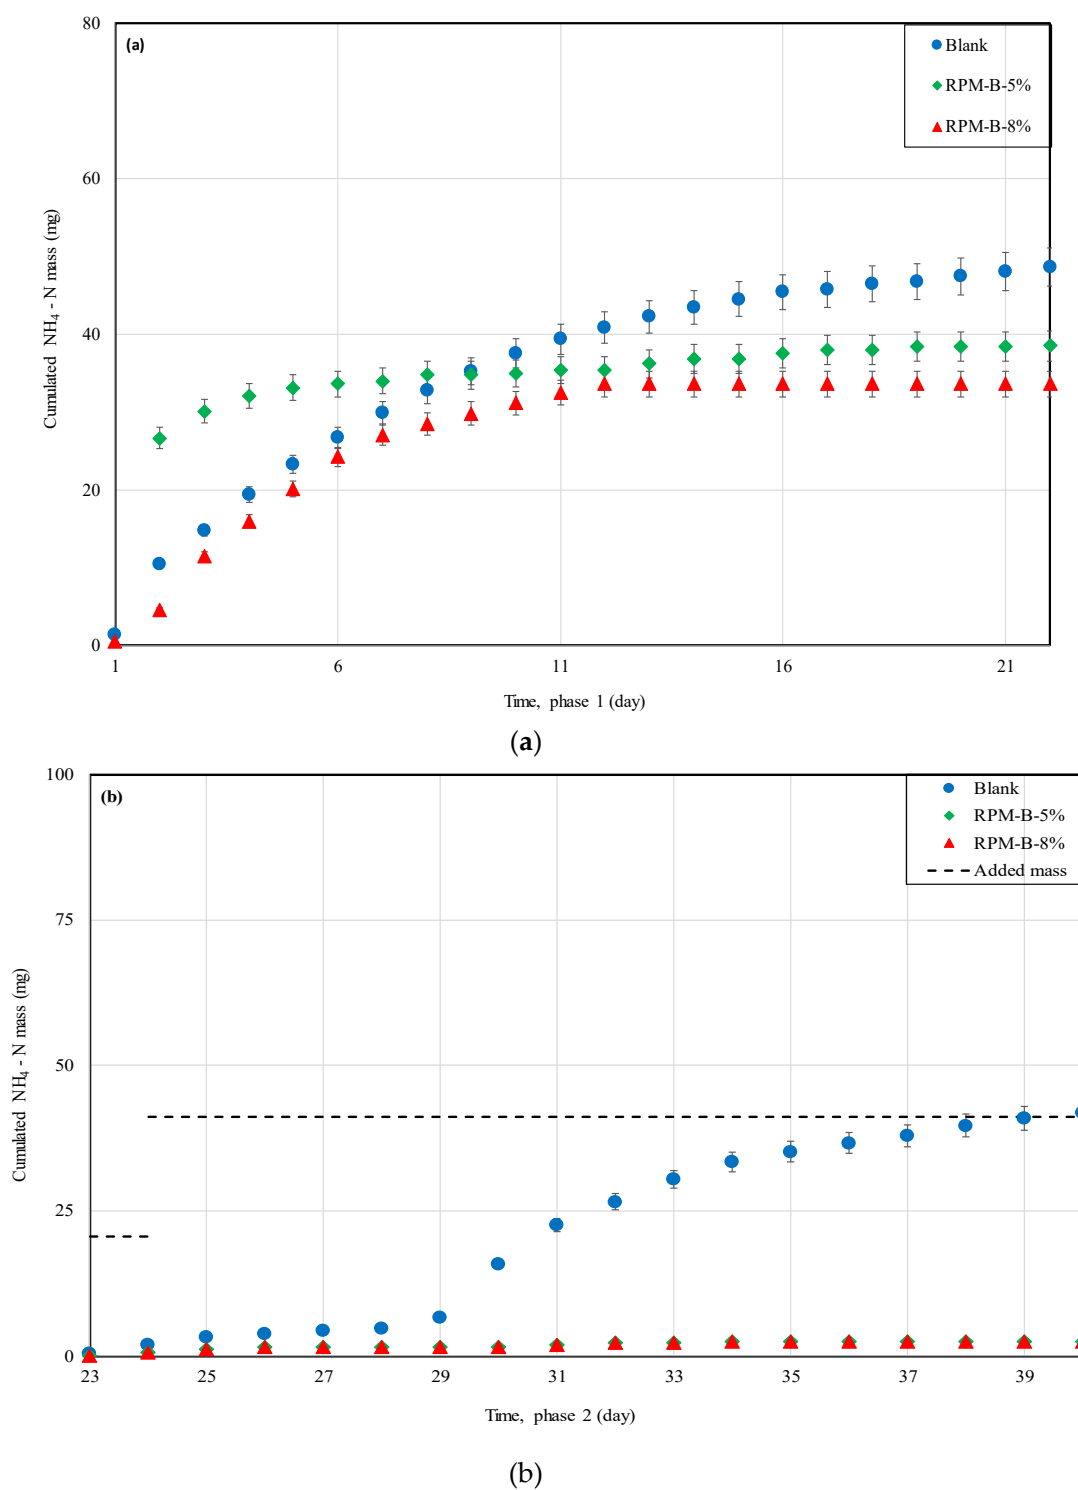 80
(a)
Blank
RPM-B-5%
RPM-B-8%
60
40
20
0
Cumulated NH₄ - N mass (mg)
1 6 11 16 21
Time, phase 1 (day)
(a)
100
(b)
Blank
RPM-B-5%
RPM-B-8%
Added mass
75
50
25
0
Cumulated NH₄ - N mass (mg)
23 25 27 29 31 33 35 37 39
Time, phase 2 (day)
(b)